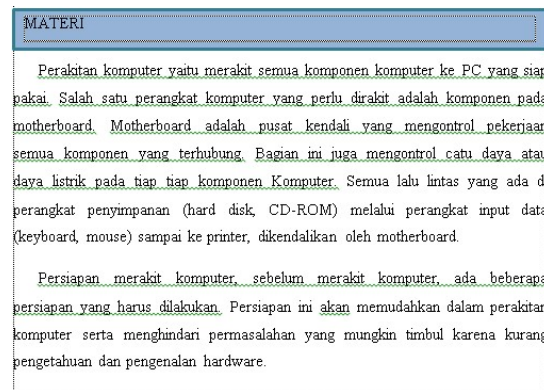 MATERI
Perakitan komputer yaitu merakit semua komponen komputer ke PC yang siap
pakai. Salah satu perangkat komputer yang perlu dirakit adalah komponen pada
motherboard. Motherboard adalah pusat kendali yang mengontrol pekerjaan
semua komponen yang terhubung. Bagian ini juga mengontrol catu daya atau
daya listrik pada tiap tiap komponen Komputer. Semua lalu lintas yang ada d
perangkat penyimpanan (hard disk, CD-ROM) melalui perangkat input data
(keyboard, mouse) sampai ke printer, dikendalikan oleh motherboard.
Persiapan merakit komputer, sebelum merakit komputer, ada beberapa
persiapan yang harus dilakukan. Persiapan ini akan memudahkan dalam perakitan
komputer serta menghindari permasalahan yang mungkin timbul karena kurang
pengetahuan dan pengenalan hardware.